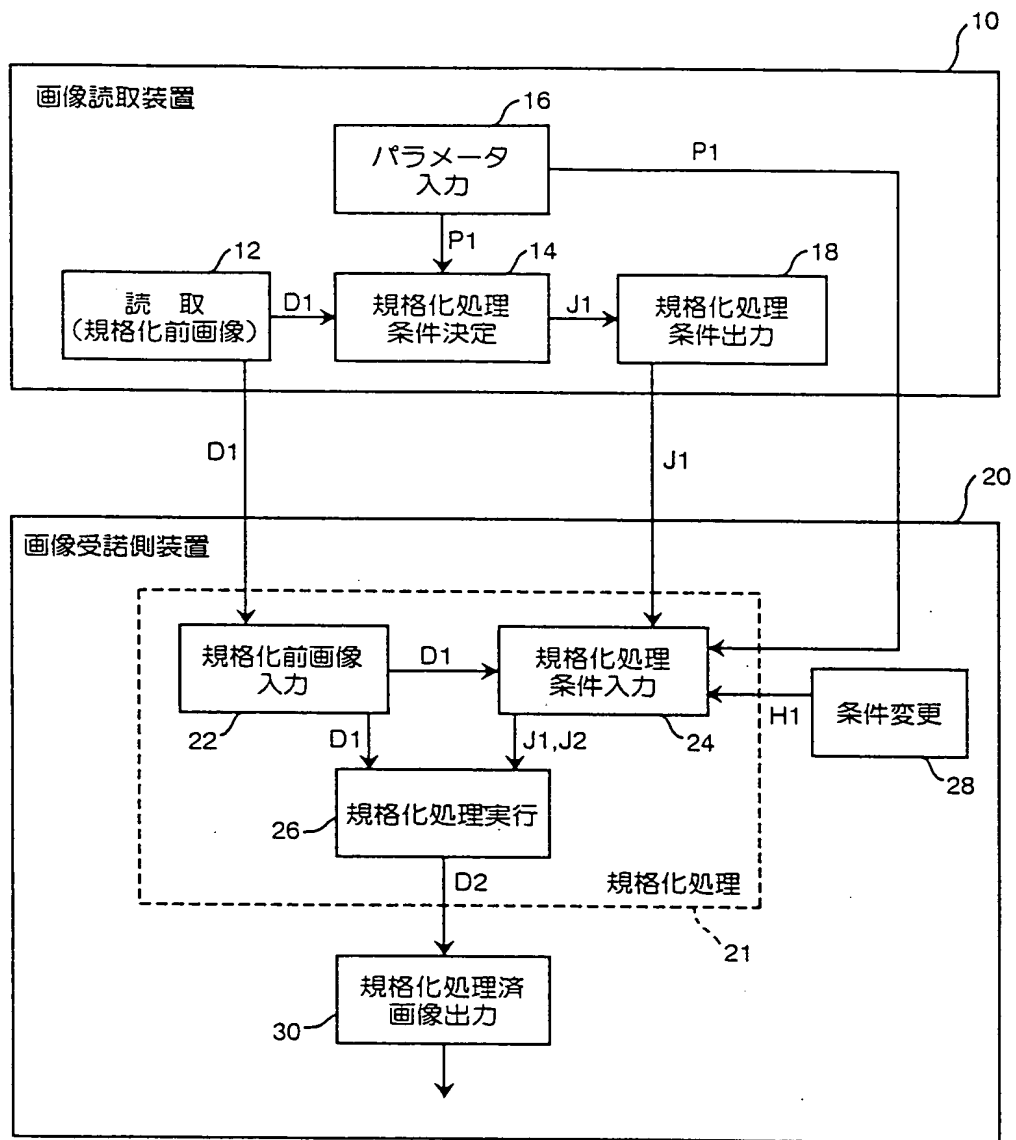 10
画像読取装置
16
パラメータ
入力
P1
P1
12
読 取
(規格化前画像)
D1
14
規格化処理
条件決定
J1
18
規格化処理
条件出力
D1
J1
20
画像受諾側装置
規格化前画像
入力
22
D1
規格化処理
条件入力
24
H1
条件変更
28
D1
J1,J2
26
規格化処理実行
D2
規格化処理
21
規格化処理済
画像出力
30